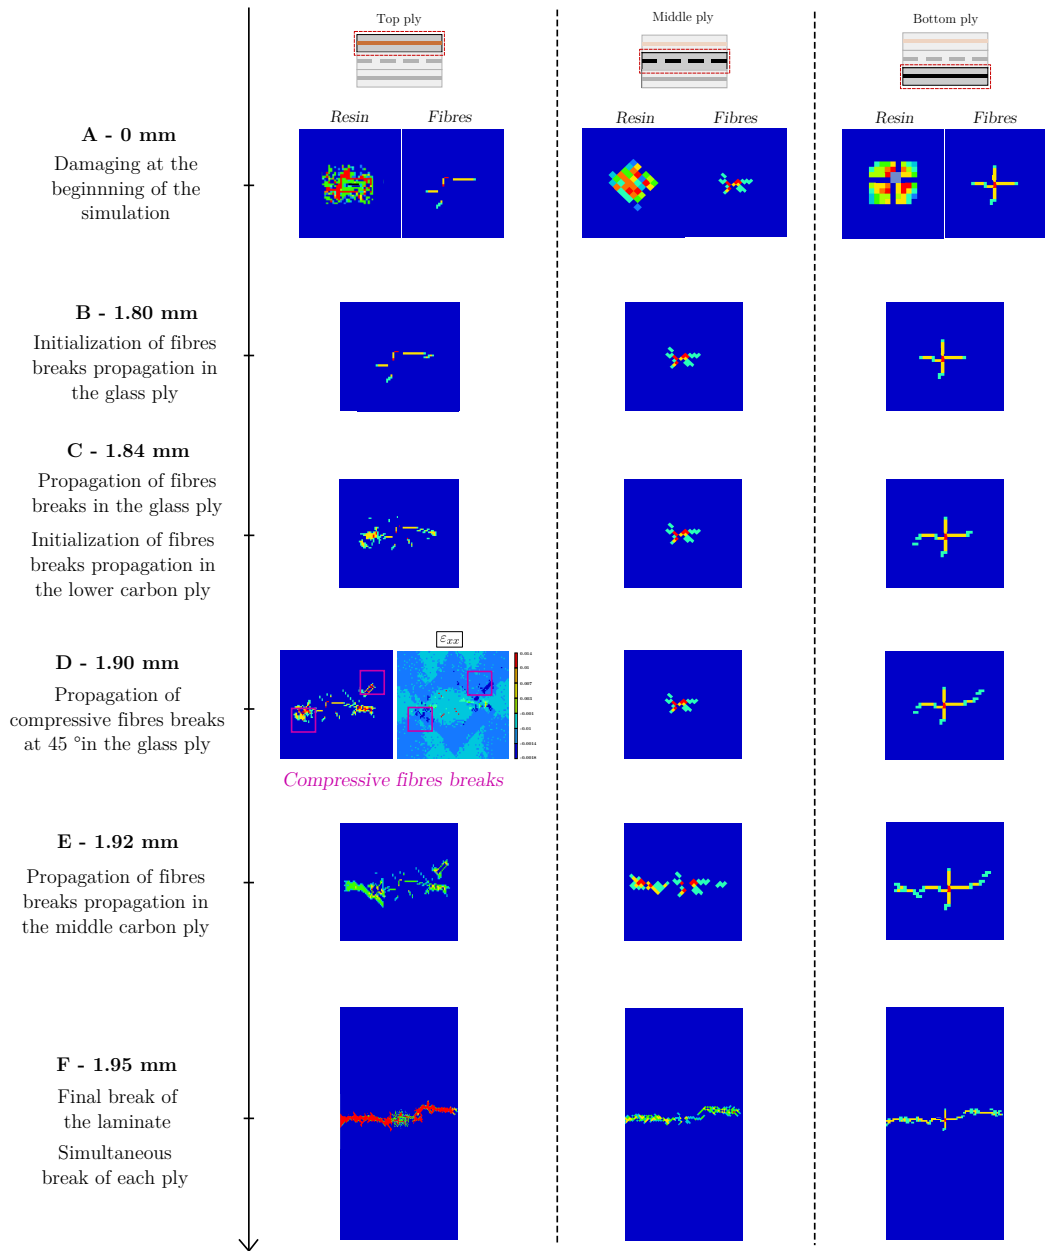 Top ply
Middle ply
Bottom ply
Resin
Fibres
Resin
Fibres
Resin
Fibres
A - 0 mm
Damaging at the
beginnning of the
simulation
B - 1.80 mm
Initialization of fibres
breaks propagation in
the glass ply
C - 1.84 mm
Propagation of fibres
breaks in the glass ply
Initialization of fibres
breaks propagation in
the lower carbon ply
D - 1.90 mm
Propagation of
compressive fibres breaks
at 45 °in the glass ply
εxx
Compressive fibres breaks
E - 1.92 mm
Propagation of fibres
breaks propagation in
the middle carbon ply
F - 1.95 mm
Final break of
the laminate
Simultaneous
break of each ply